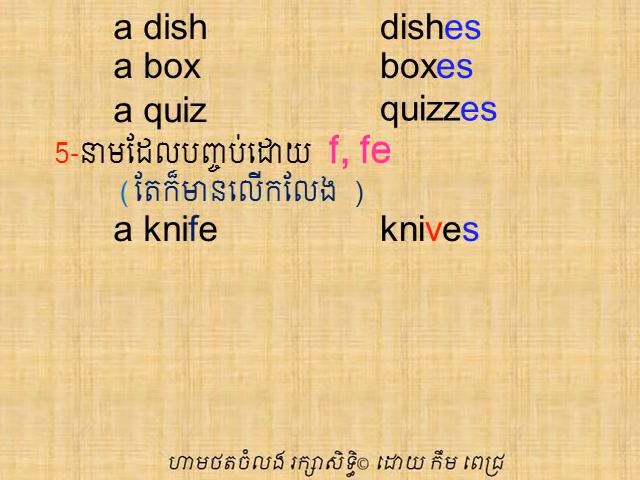 a dish dishes
a box boxes
a quiz quizzes
5-នាមដែលបញ្ចប់ដោយ f, fe
( តែក៏មានលើកលែង )
a knife knives
ហាមថតចំលង រក្សាសិទ្ធិ© ដោយ កឹម ពេជ្រ